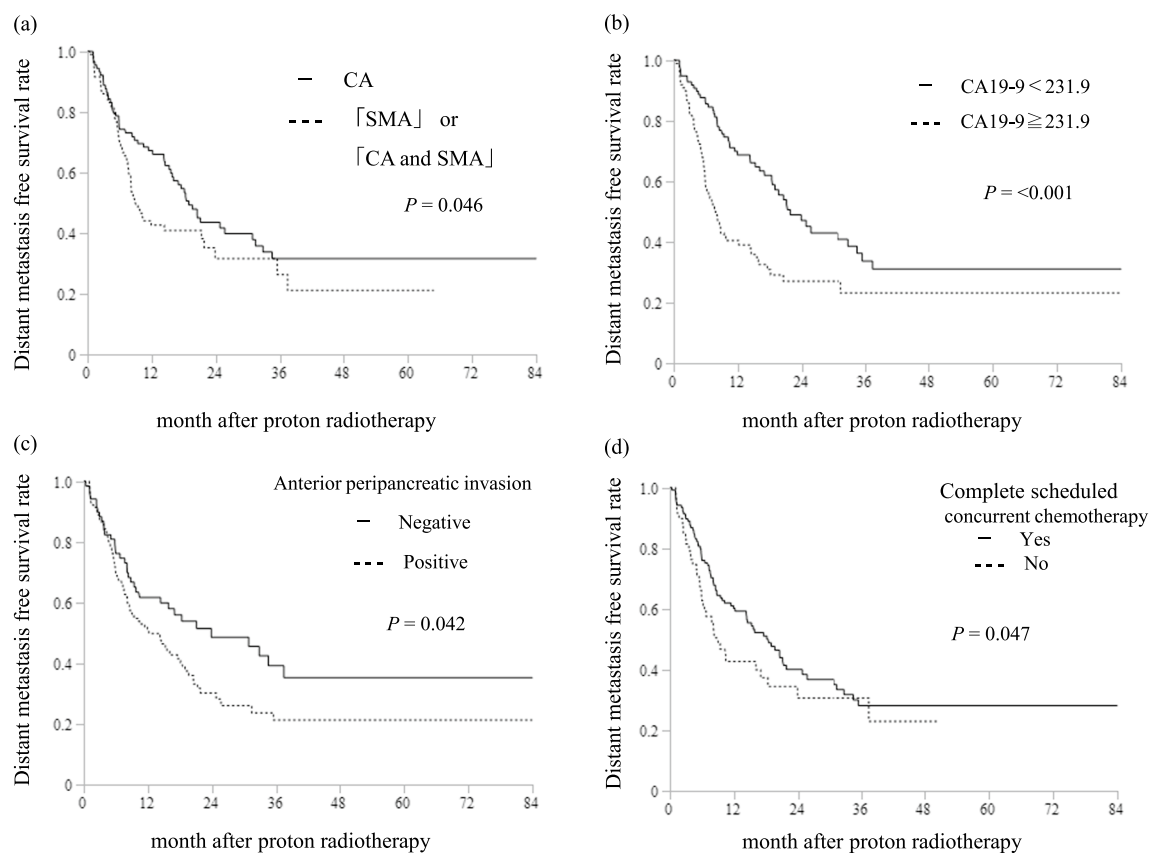 (a)
Distant metastasis free survival rate
1.0
0.8
0.6
0.4
0.2
0
0 12 24 36 48 60 72 84
month after proton radiotherapy
CA
「SMA」 or
「CA and SMA」
P = 0.046
(b)
Distant metastasis free survival rate
1.0
0.8
0.6
0.4
0.2
0
0 12 24 36 48 60 72 84
month after proton radiotherapy
CA19-9<231.9
CA19-9≧231.9
P = <0.001
(c)
Distant metastasis free survival rate
1.0
0.8
0.6
0.4
0.2
0
0 12 24 36 48 60 72 84
month after proton radiotherapy
Anterior peripancreatic invasion
Negative
Positive
P = 0.042
(d)
Distant metastasis free survival rate
1.0
0.8
0.6
0.4
0.2
0
0 12 24 36 48 60 72 84
month after proton radiotherapy
Complete scheduled
concurrent chemotherapy
Yes
No
P = 0.047